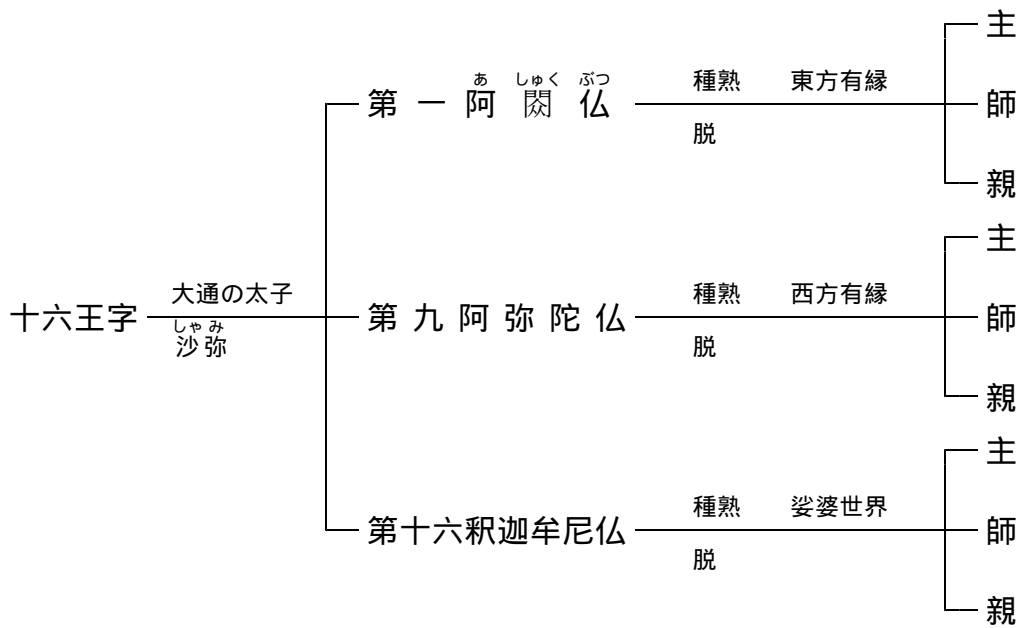 十六王字
大通の太子
しゃみ
沙弥
あ しゅく ぶつ
第一阿閦仏
種熟 東方有縁
脱
主
師
親
第九阿弥陀仏
種熟 西方有縁
脱
主
師
親
第十六釈迦牟尼仏
種熟 娑婆世界
脱
主
師
親